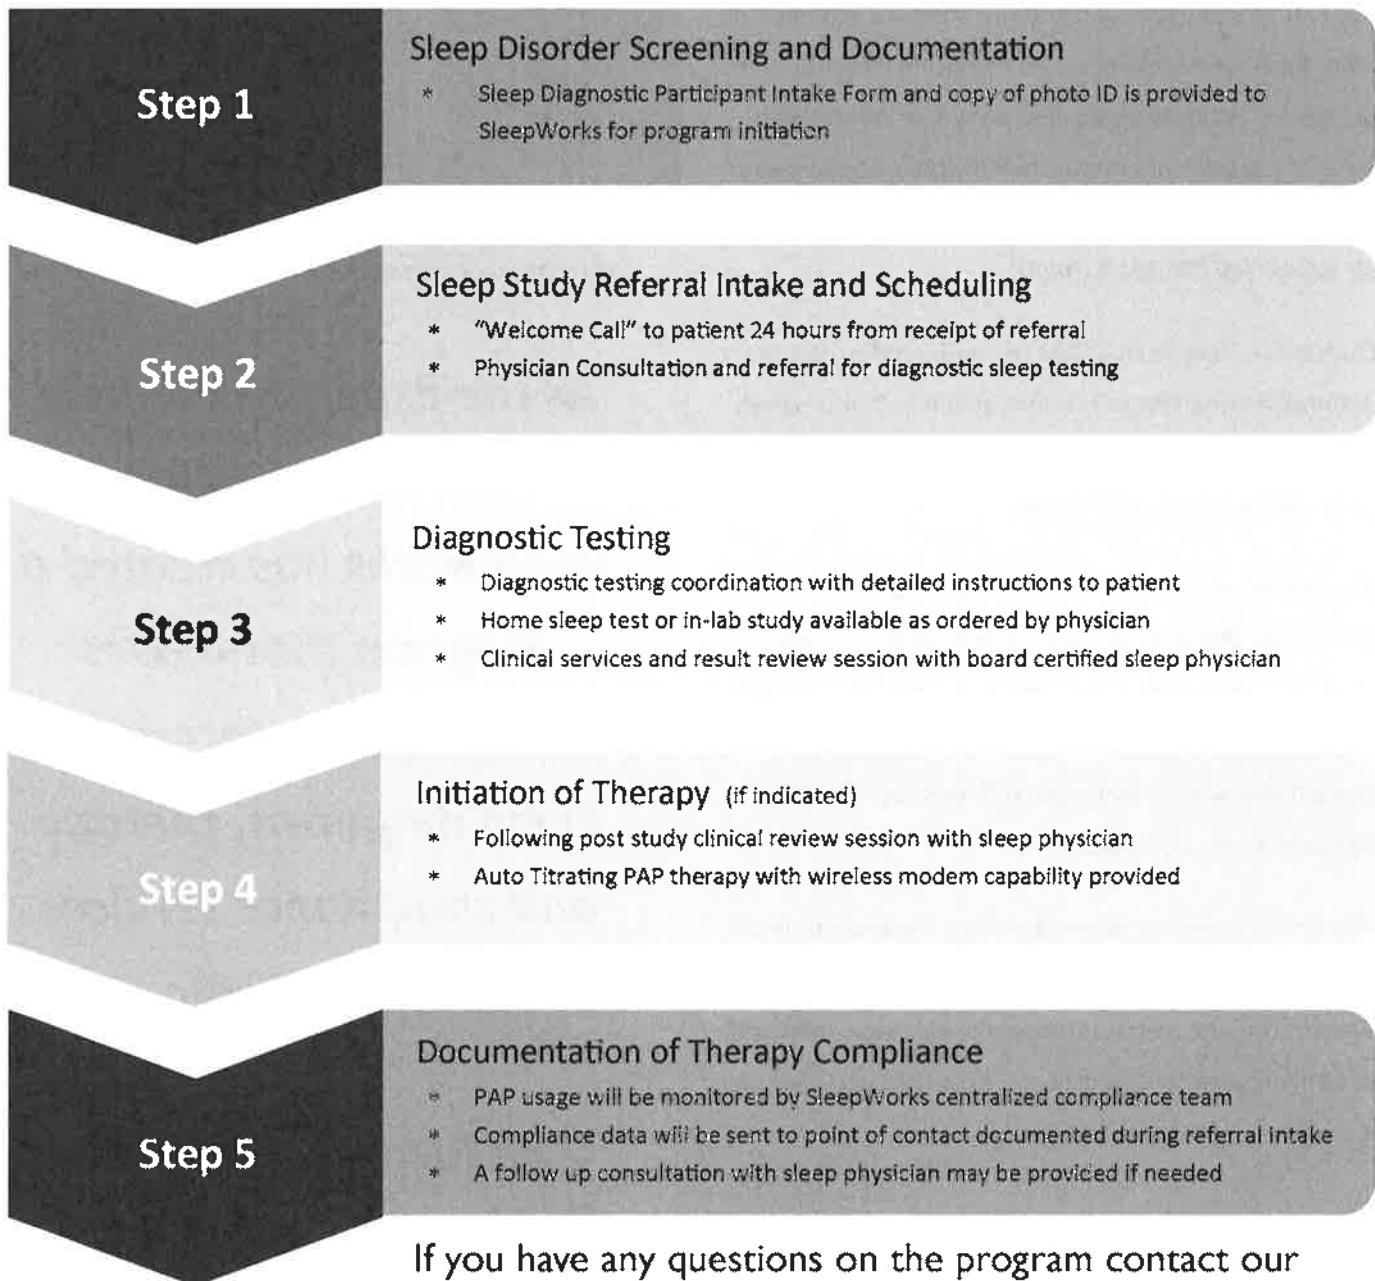 Step 1
Sleep Disorder Screening and Documentation
* Sleep Diagnostic Participant Intake Form and copy of photo ID is provided to
SleepWorks for program initiation
Step 2
Sleep Study Referral Intake and Scheduling
* "Welcome Call" to patient 24 hours from receipt of referral
* Physician Consultation and referral for diagnostic sleep testing
Step 3
Diagnostic Testing
* Diagnostic testing coordination with detailed instructions to patient
* Home sleep test or in-lab study available as ordered by physician
* Clinical services and result review session with board certified sleep physician
Step 4
Initiation of Therapy (if indicated)
* Following post study clinical review session with sleep physician
* Auto Titrating PAP therapy with wireless modem capability provided
Step 5
Documentation of Therapy Compliance
* PAP usage will be monitored by SleepWorks centralized compliance team
* Compliance data will be sent to point of contact documented during referral intake
* A follow up consultation with sleep physician may be provided if needed
If you have any questions on the program contact our